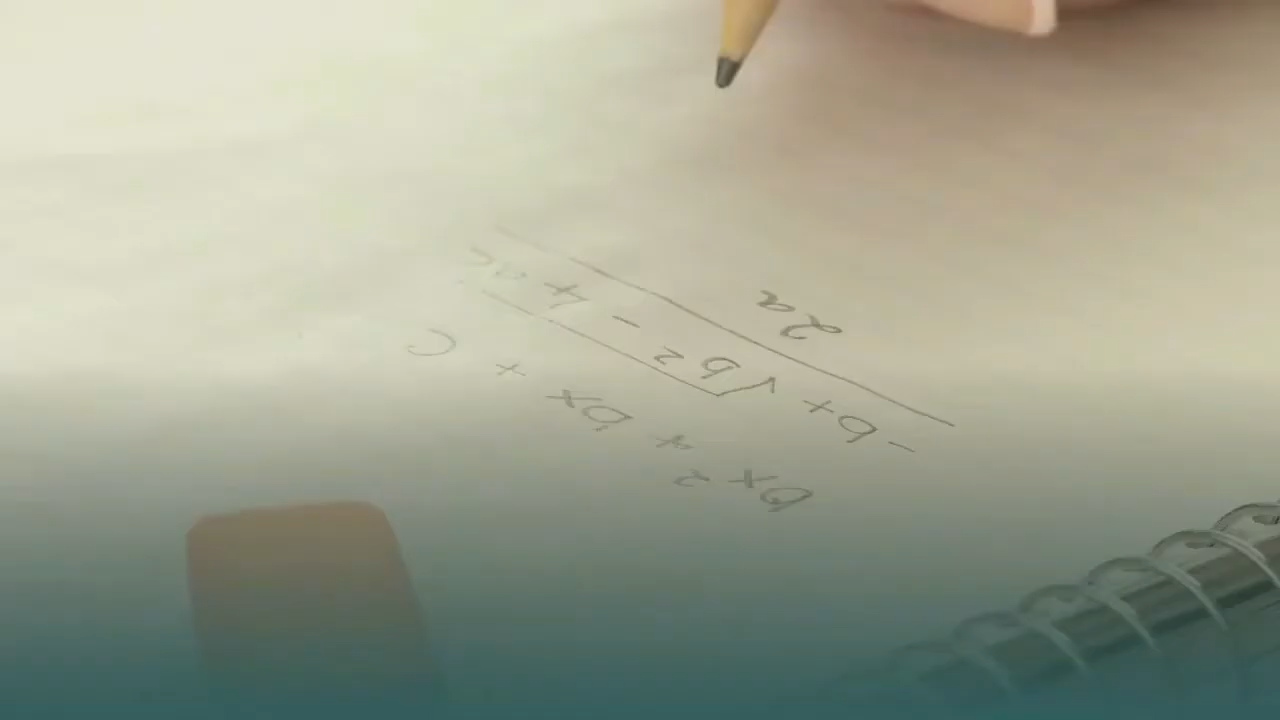 ax² + bx + c
-b + √b² - 4ac
2a